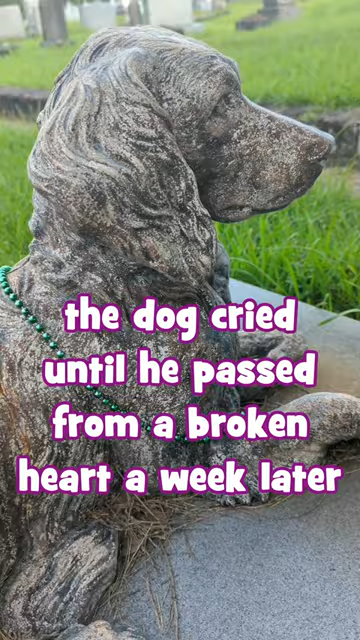 the dog cried
until he passed
from a broken
heart a week later